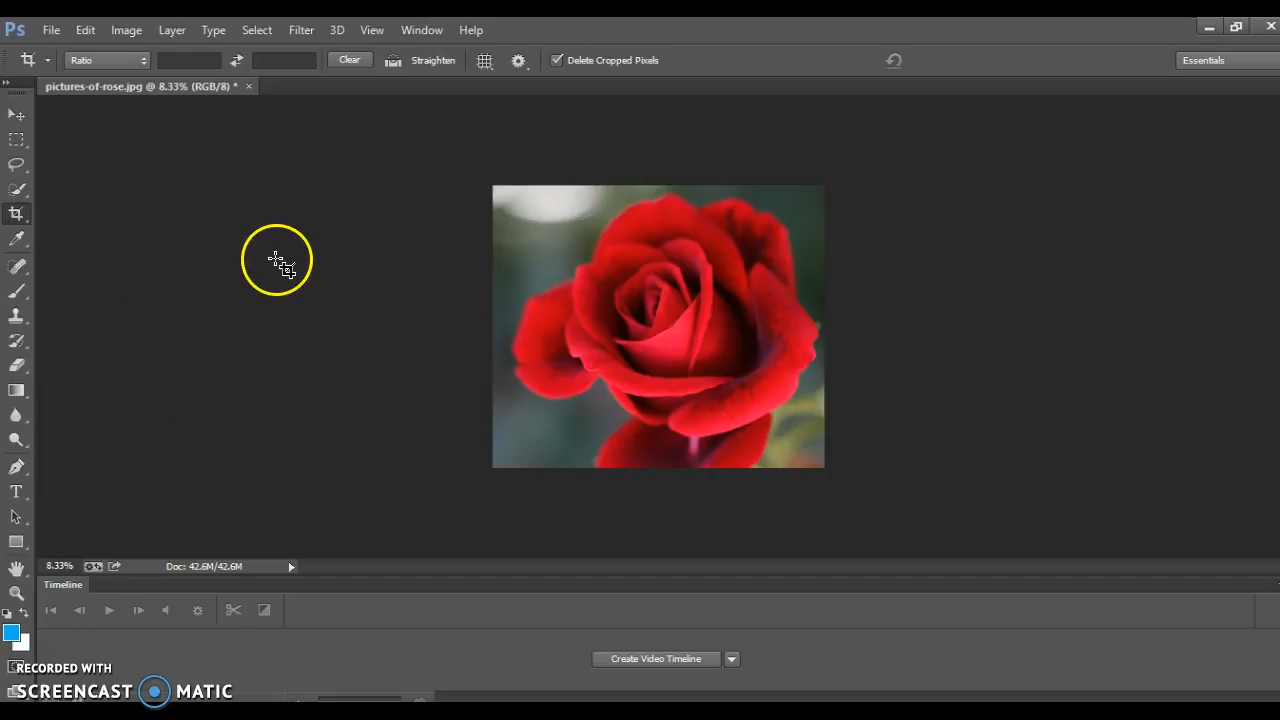 Ps File Edit Image Layer Type Select Filter 3D View Window Help
Ratio Clear Straighten Delete Cropped Pixels Essentials
pictures-of-rose.jpg @ 8.33% (RGB/8) * ×
T
8.33% Doc: 42.6M/42.6M
Timeline
Create Video Timeline
RECORDED WITH
SCREENCAST MATIC